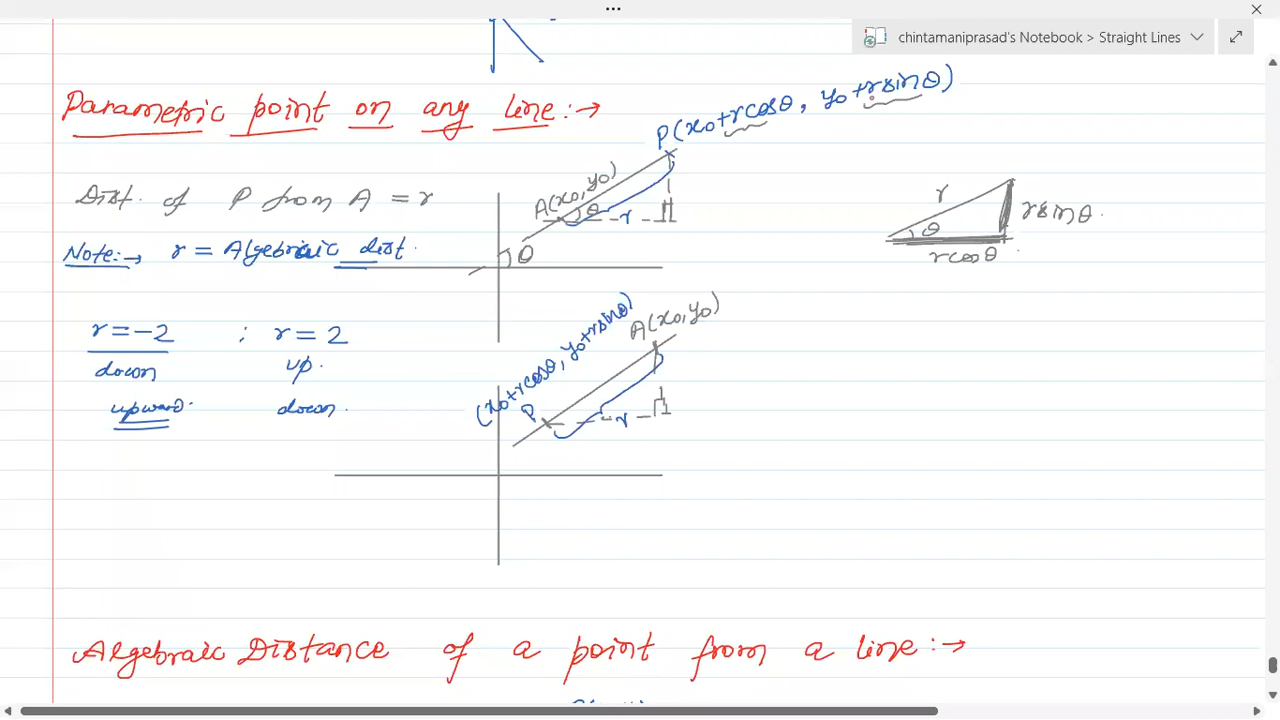 ...
chintamaniprasad's Notebook > Straight Lines
Parametric point on any line:→
P(x₀+rcosθ, y₀+rsinθ)
Dist. of P from A = r
A(x₀,y₀)
θ
r
θ
r
rsinθ.
θ
rcosθ
Note:→ r = Algebraic dist.
r=-2 ; r=2
down up.
upward. down.
A(x₀,y₀)
(x₀+rcosθ, y₀+rsinθ)
P
r
Algebraic Distance of a point from a line:→